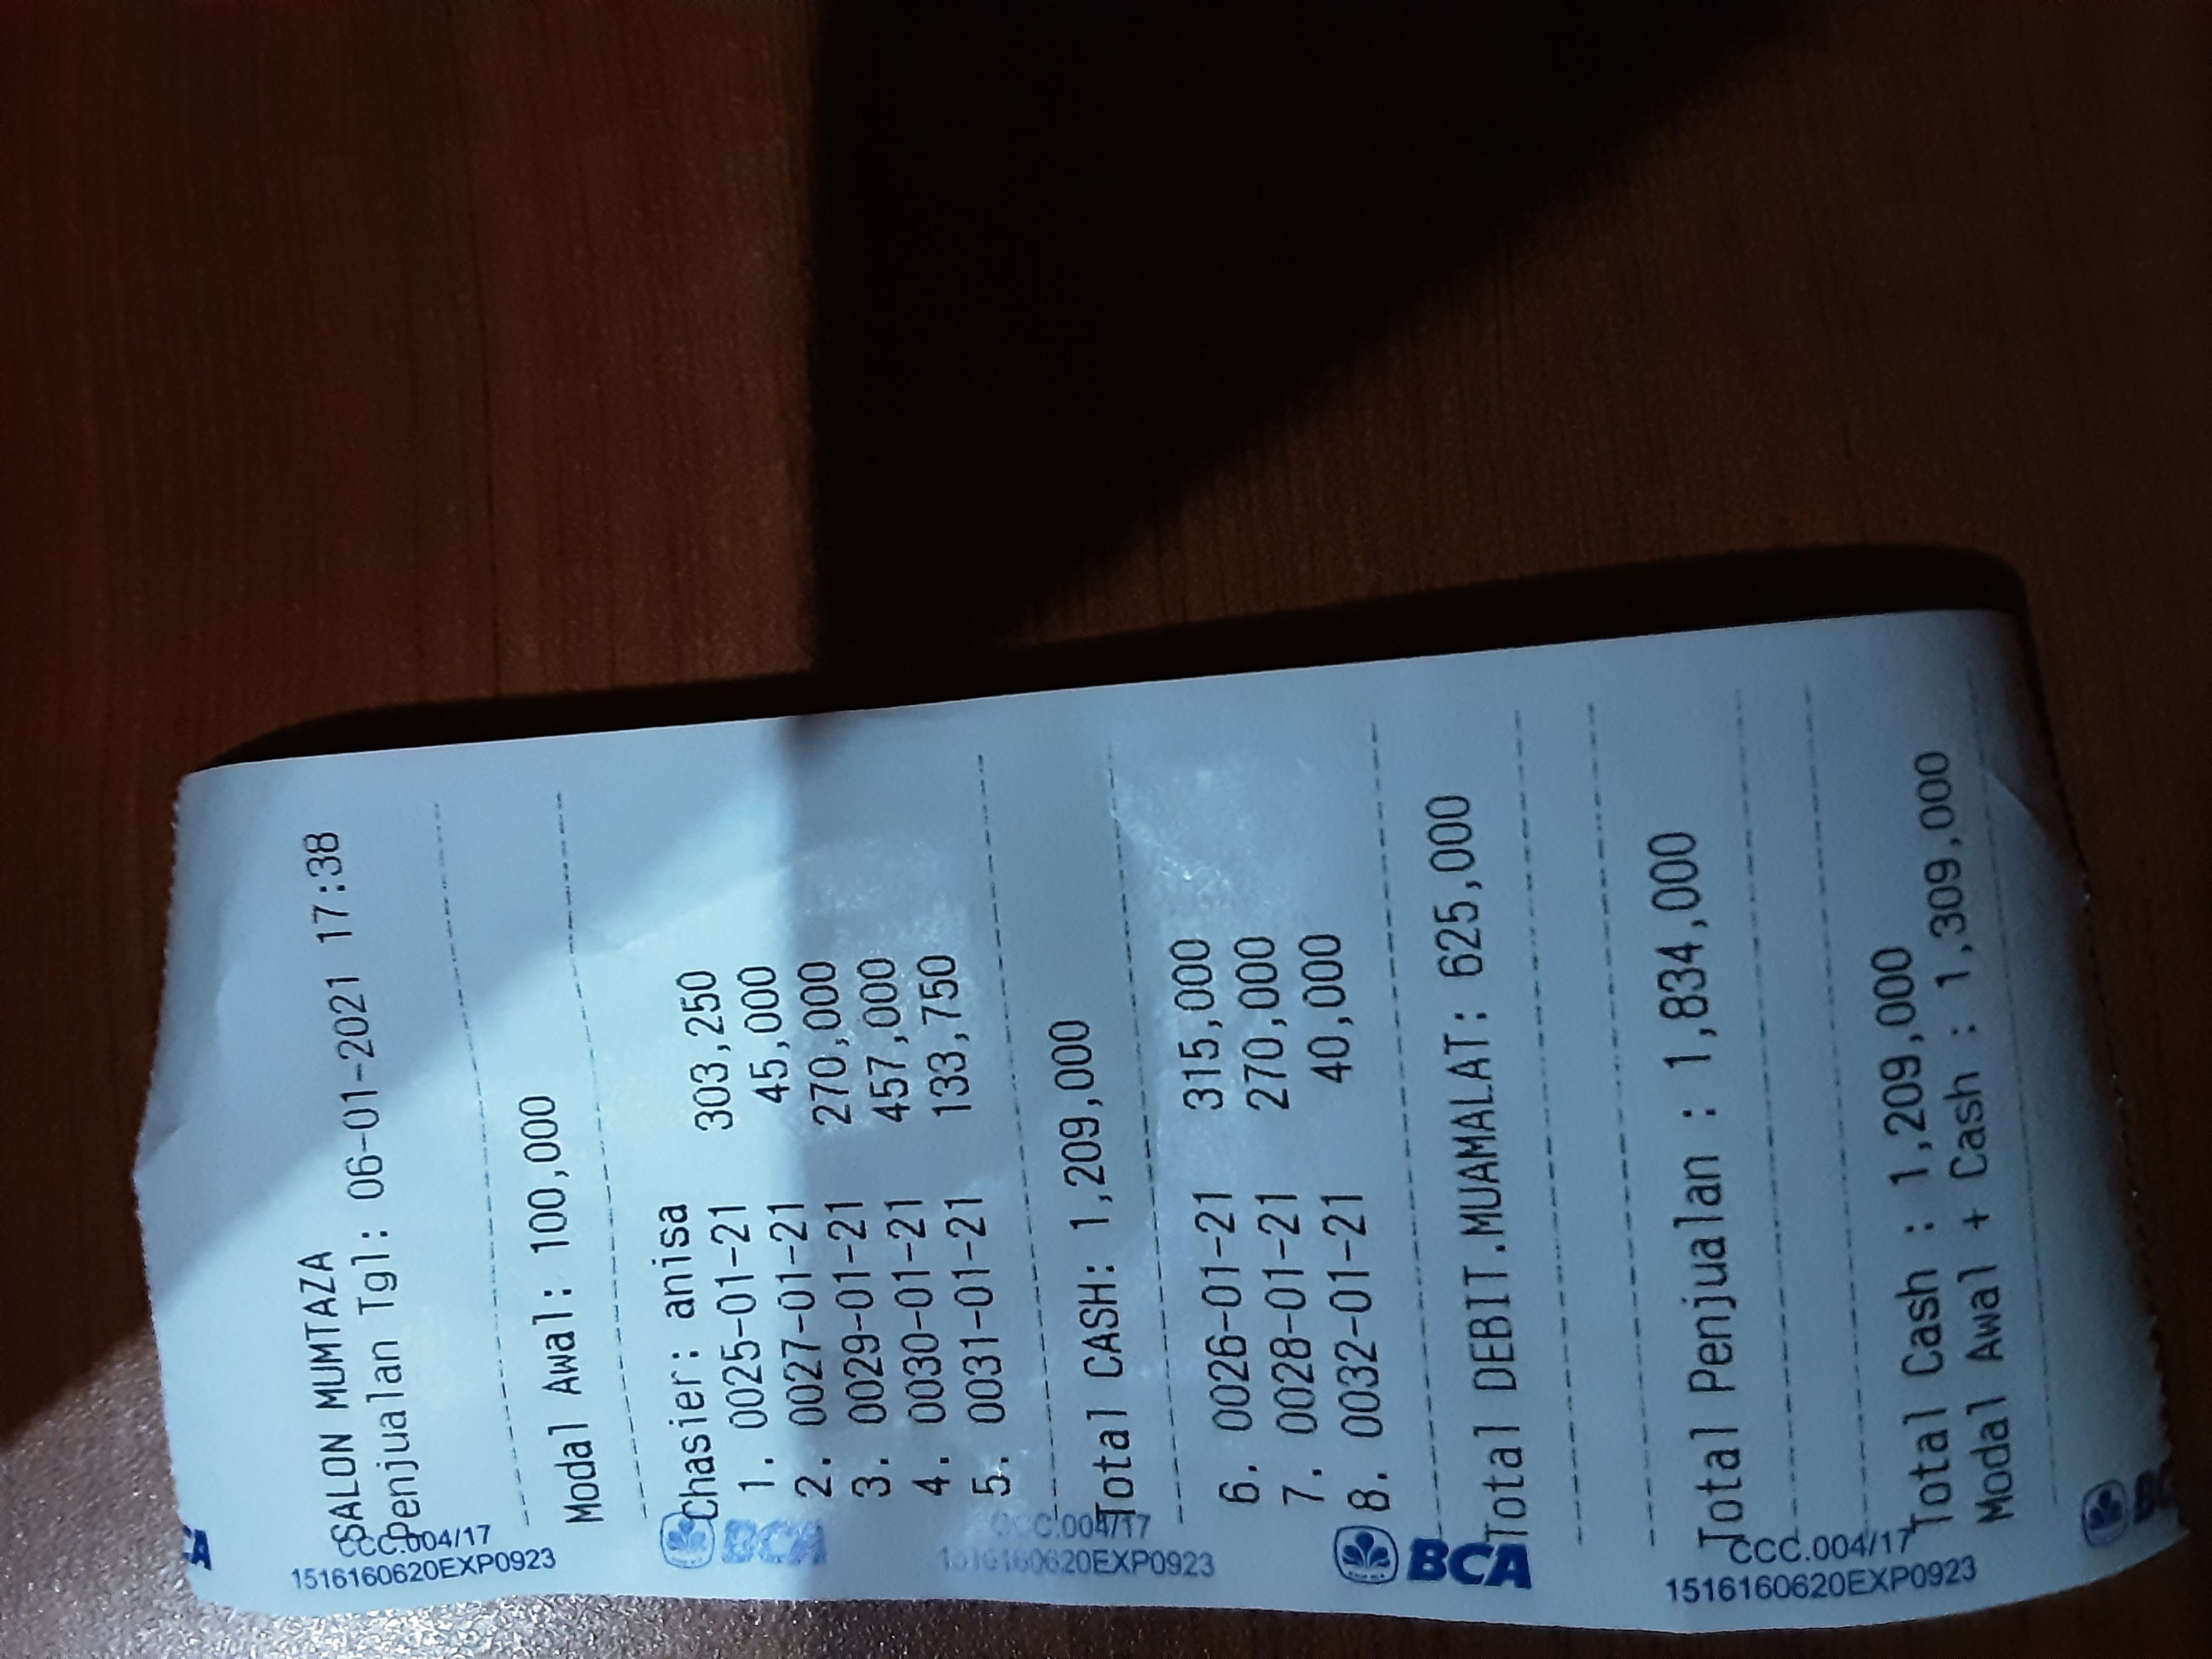 SALON MUMTAZA
Penjualan Tgl: 06-01-2021 17:38
CCC.004/17
1516160620EXP0923
Modal Awal: 100,000
Chasier: anisa
BCA
1. 0025-01-21 303,250
2. 0027-01-21 45,000
3. 0029-01-21 270,000
4. 0030-01-21 457,000
5. 0031-01-21 133,750
Total CASH: 1,209,000
CCC.004/17
1516160620EXP0923
6. 0026-01-21 315,000
7. 0028-01-21 270,000
8. 0032-01-21 40,000
BCA
Total DEBIT.MUAMALAT: 625,000
Total Penjualan : 1,834,000
CCC.004/17
1516160620EXP0923
Total Cash : 1,209,000
Modal Awal + Cash : 1,309,000